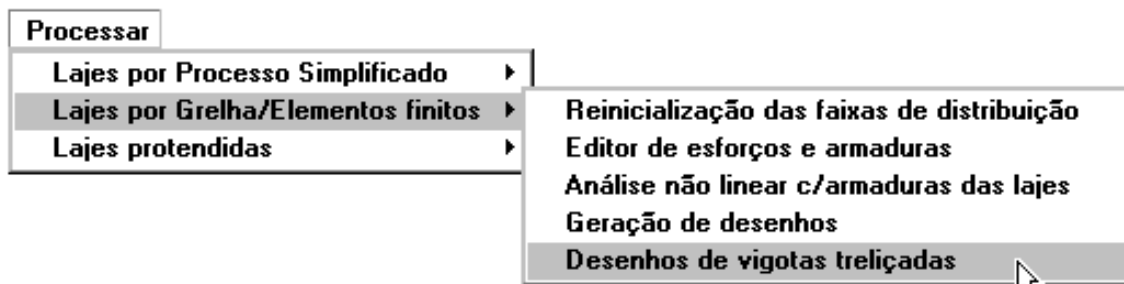 Processar
Lajes por Processo Simplificado
Lajes por Grelha/Elementos finitos
Lajes protendidas
Reinicialização das faixas de distribuição
Editor de esforços e armaduras
Análise não linear c/armaduras das lajes
Geração de desenhos
Desenhos de vigotas treliçadas